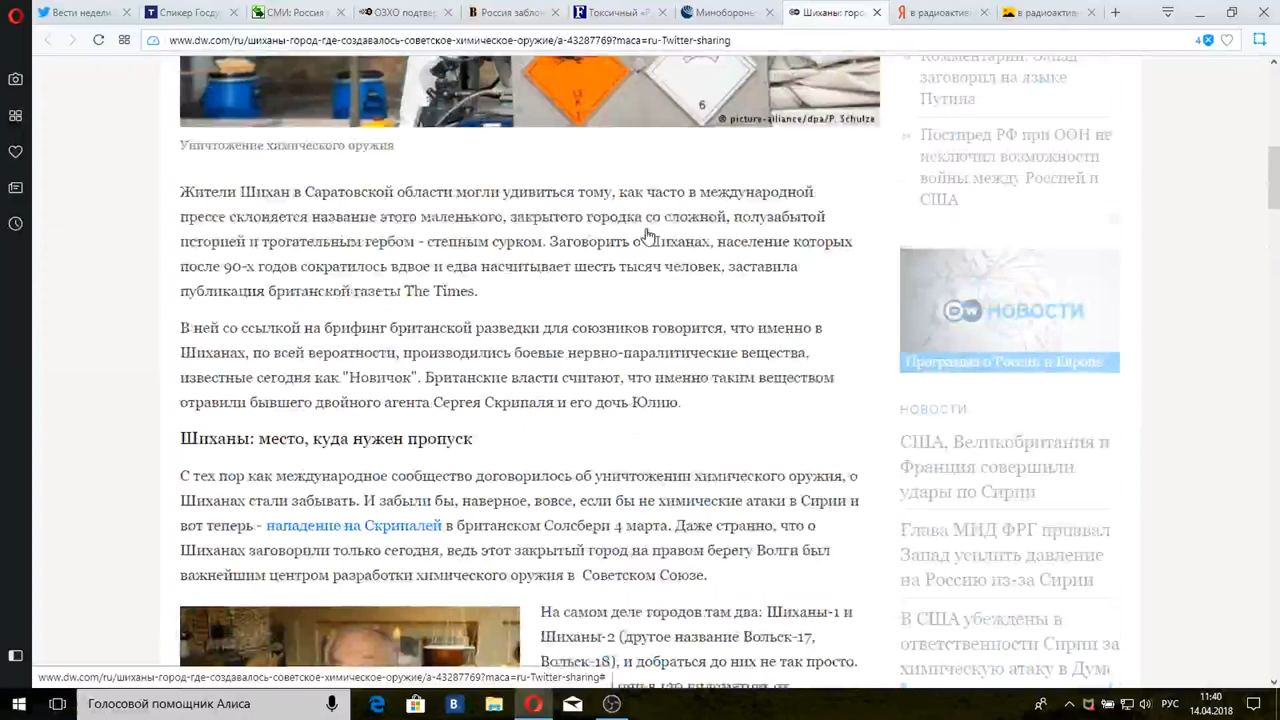 Вести недели
Спикер Госду
СМИ: Россия
ОЗХО подтвер
Россия заблок
Токсичный «Р
Минобороны
Шиханы: горо
в радиоактив
в радиоактив
www.dw.com/ru/шиханы-город-где-создавалось-советское-химическое-оружие/a-43287769?maca=ru-Twitter-sharing
4
6
© picture-alliance/dpa/P. Schulze
Уничтожение химического оружия
Жители Шихан в Саратовской области могли удивиться тому, как часто в международной
прессе склоняется название этого маленького, закрытого городка со сложной, полузабытой
историей и трогательным гербом - степным сурком. Заговорить о Шиханах, население которых
после 90-х годов сократилось вдвое и едва насчитывает шесть тысяч человек, заставила
публикация британской газеты The Times.
В ней со ссылкой на брифинг британской разведки для союзников говорится, что именно в
Шиханах, по всей вероятности, производились боевые нервно-паралитические вещества,
известные сегодня как "Новичок". Британские власти считают, что именно таким веществом
отравили бывшего двойного агента Сергея Скрипаля и его дочь Юлию.
Шиханы: место, куда нужен пропуск
С тех пор как международное сообщество договорилось об уничтожении химического оружия, о
Шиханах стали забывать. И забыли бы, наверное, вовсе, если бы не химические атаки в Сирии и
вот теперь - нападение на Скрипалей в британском Солсбери 4 марта. Даже странно, что о
Шиханах заговорили только сегодня, ведь этот закрытый город на правом берегу Волги был
важнейшим центром разработки химического оружия в Советском Союзе.
На самом деле городов там два: Шиханы-1 и
Шиханы-2 (другое название Вольск-17,
Вольск-18), и добраться до них не так просто.
Комментарий: Запад
заговорил на языке
Путина
Постпред РФ при ООН не
исключил возможности
войны между Россией и
США
DW НОВОСТИ
Программа о России и Европе
НОВОСТИ
США, Великобритания и
Франция совершили
удары по Сирии
Глава МИД ФРГ призвал
Запад усилить давление
на Россию из-за Сирии
В США убеждены в
ответственности Сирии за
химическую атаку в Думе
www.dw.com/ru/шиханы-город-где-создавалось-советское-химическое-оружие/a-43287769?maca=ru-Twitter-sharing#
Голосовой помощник Алиса
РУС
11:40
14.04.2018